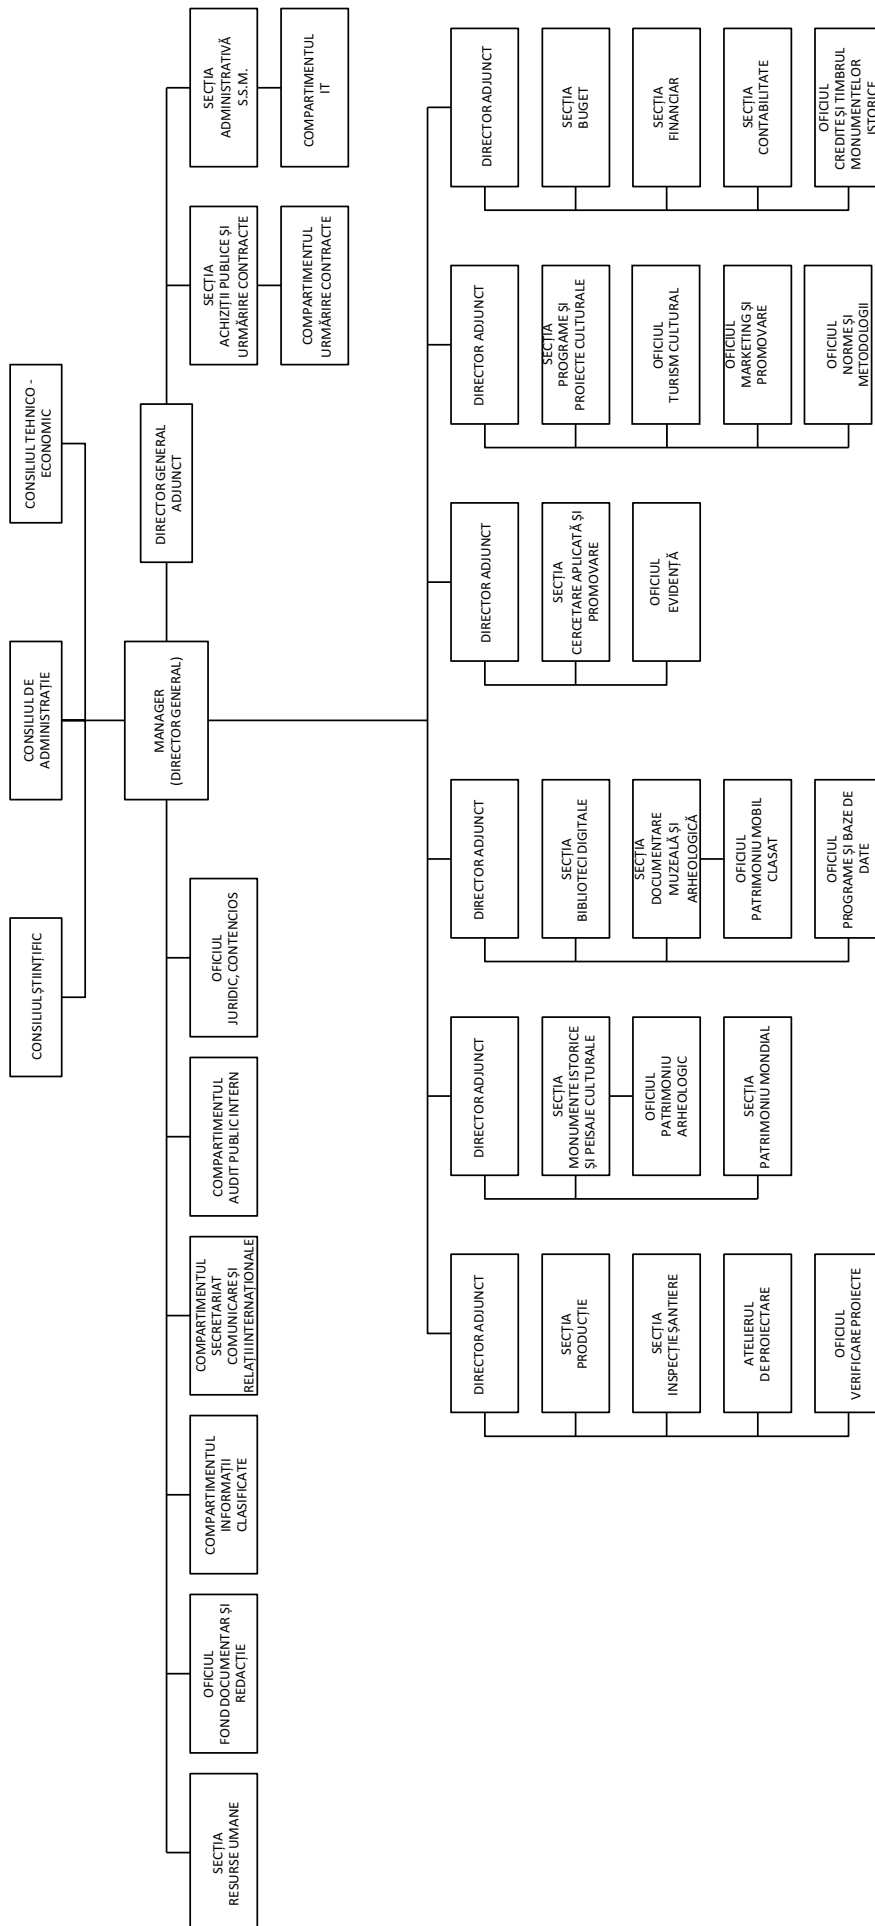 CONSILIUL ȘTIINȚIFIC
CONSILIUL DE
ADMINISTRAȚIE
CONSILIUL TEHNICO -
ECONOMIC
MANAGER
(DIRECTOR GENERAL)
DIRECTOR GENERAL
ADJUNCT
SECȚIA
RESURSE UMANE
OFICIUL
FOND DOCUMENTAR ȘI
REDACȚIE
COMPARTIMENTUL
INFORMAȚII
CLASIFICATE
COMPARTIMENTUL
SECRETARIAT
COMUNICARE ȘI
RELAȚII INTERNAȚIONALE
COMPARTIMENTUL
AUDIT PUBLIC INTERN
OFICIUL
JURIDIC, CONTENCIOS
SECȚIA
ACHIZIȚII PUBLICE ȘI
URMĂRIRE CONTRACTE
SECȚIA
ADMINISTRATIVĂ
S.S.M.
COMPARTIMENTUL
URMĂRIRE CONTRACTE
COMPARTIMENTUL
IT
DIRECTOR ADJUNCT
SECȚIA
PRODUCȚIE
SECȚIA
INSPECȚIE ȘANTIERE
ATELIERUL
DE PROIECTARE
OFICIUL
VERIFICARE PROIECTE
DIRECTOR ADJUNCT
SECȚIA
MONUMENTE ISTORICE
ȘI PEISAJE CULTURALE
OFICIUL
PATRIMONIU
ARHEOLOGIC
SECȚIA
PATRIMONIU MONDIAL
DIRECTOR ADJUNCT
SECȚIA
BIBLIOTECI DIGITALE
SECȚIA
DOCUMENTARE
MUZEALĂ ȘI
ARHEOLOGICĂ
OFICIUL
PATRIMONIU MOBIL
CLASAT
OFICIUL
PROGRAME ȘI BAZE DE
DATE
DIRECTOR ADJUNCT
SECȚIA
CERCETARE APLICATĂ ȘI
PROMOVARE
OFICIUL
EVIDENȚĂ
DIRECTOR ADJUNCT
SECȚIA
PROGRAME ȘI
PROIECTE CULTURALE
OFICIUL
TURISM CULTURAL
OFICIUL
MARKETING ȘI
PROMOVARE
OFICIUL
NORME ȘI
METODOLOGII
DIRECTOR ADJUNCT
SECȚIA
BUGET
SECȚIA
FINANCIAR
SECȚIA
CONTABILITATE
OFICIUL
CREDITE ȘI TIMBRUL
MONUMENTELOR
ISTORICE